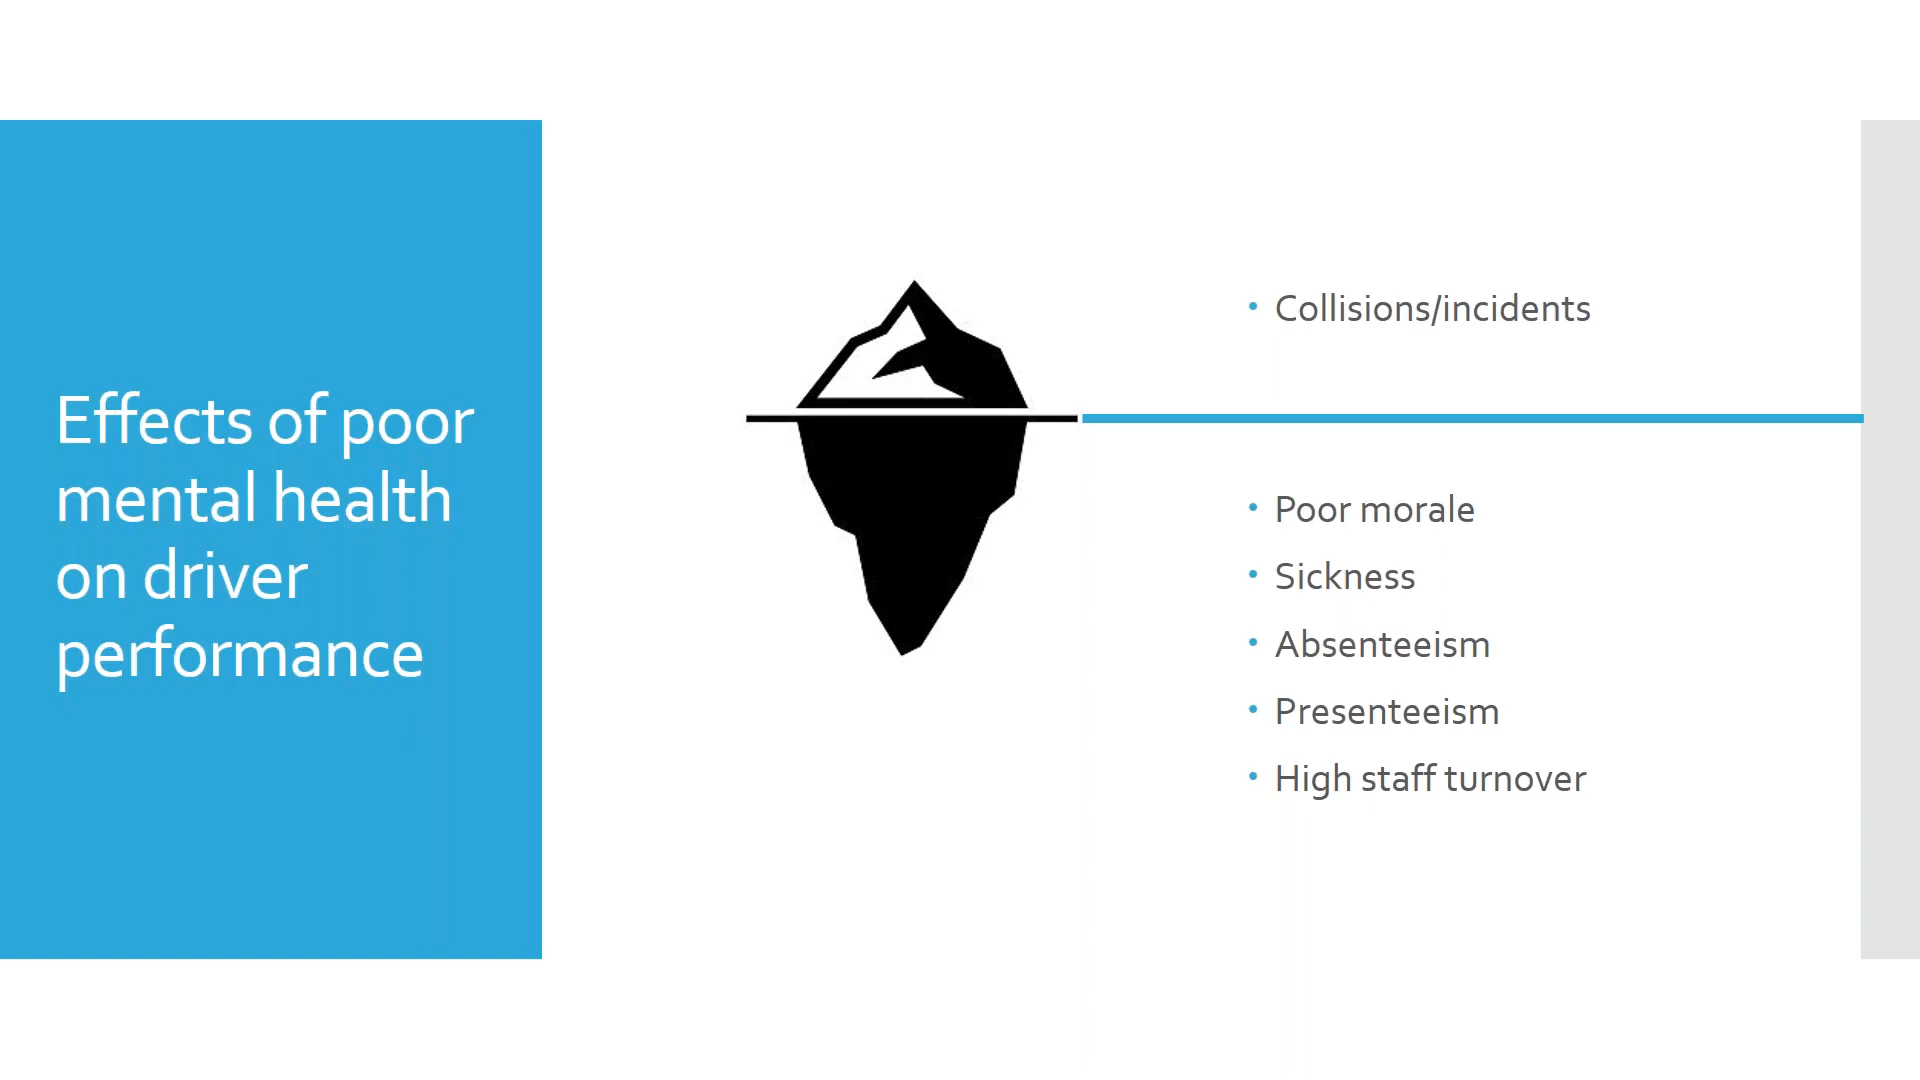 Effects of poor
mental health
on driver
performance
• Collisions/incidents
• Poor morale
• Sickness
• Absenteeism
• Presenteeism
• High staff turnover